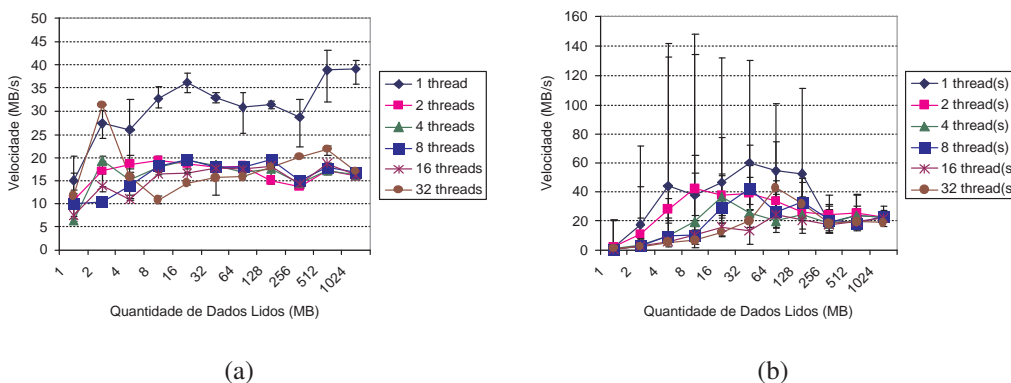 50
45
40
35
30
25
20
15
10
5
0
Velocidade (MB/s)
1 2 4 8 16 32 64 128 256 512 1024
Quantidade de Dados Lidos (MB)
1 thread
2 threads
4 threads
8 threads
16 threads
32 threads
(a)
160
140
120
100
80
60
40
20
0
Velocidade (MB/s)
1 2 4 8 16 32 64 128 256 512 1024
Quantidade de Dados Lidos (MB)
1 thread(s)
2 thread(s)
4 thread(s)
8 thread(s)
16 thread(s)
32 thread(s)
(b)